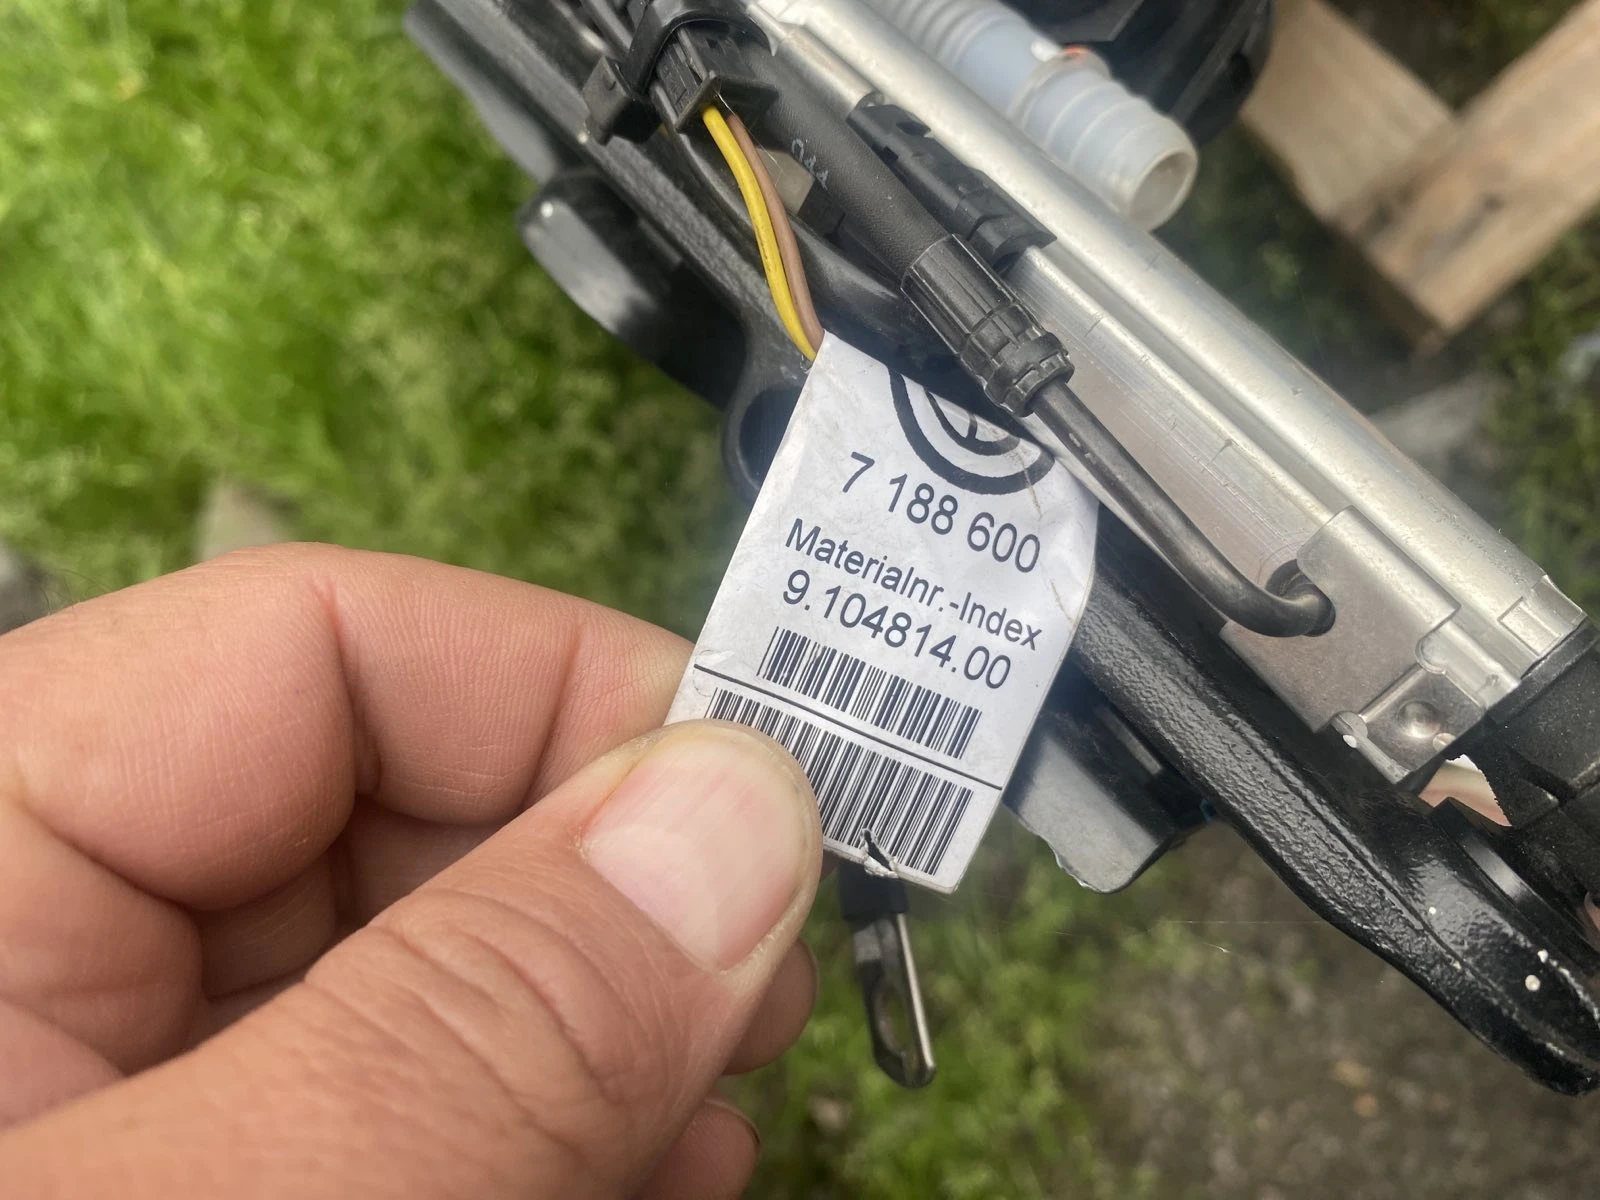 7 188 600
Materialnr.-Index
9.104814.00